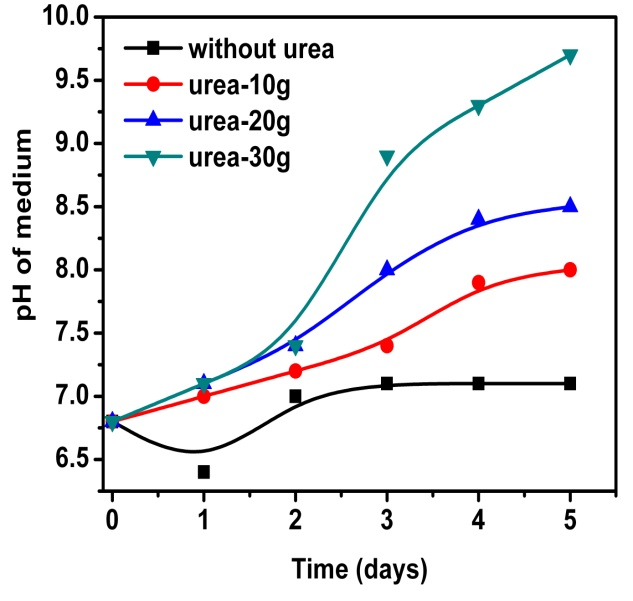 10.0
9.5
9.0
8.5
8.0
7.5
7.0
6.5
pH of medium
without urea
urea-10g
urea-20g
urea-30g
0 1 2 3 4 5
Time (days)